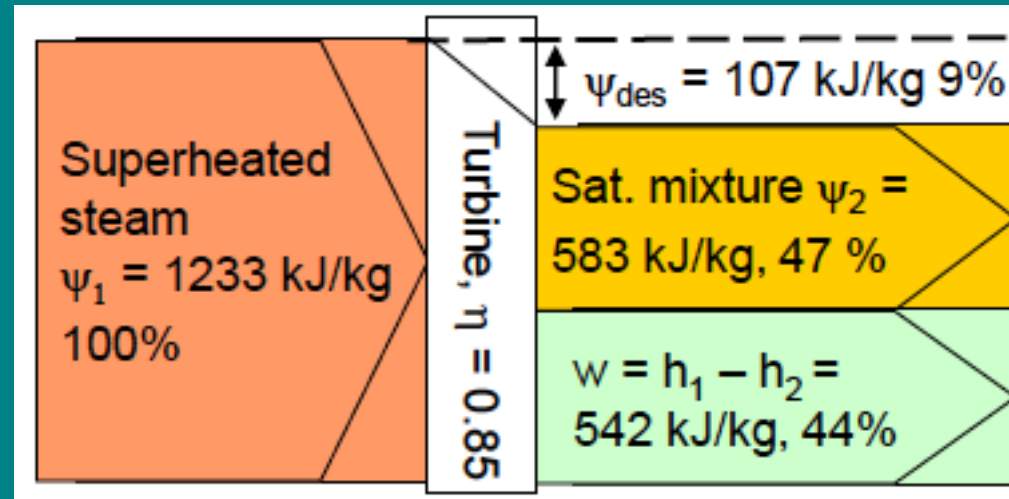 Superheated
steam
ψ₁ = 1233 kJ/kg
100%
Turbine, η = 0.85
ψdes = 107 kJ/kg 9%
Sat. mixture ψ₂ =
583 kJ/kg, 47 %
w = h₁ – h₂ =
542 kJ/kg, 44%